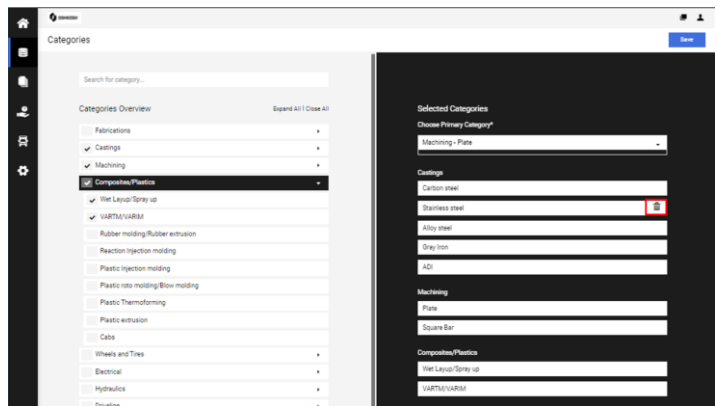 OSHKOSH
Categories
Save
Search for category...
Categories Overview
Expand All | Close All
Fabrications
Castings
Machining
Composites/Plastics
Wet Layup/Spray up
VARTM/VARIM
Rubber molding/Rubber extrusion
Reaction Injection molding
Plastic Injection molding
Plastic roto molding/Blow molding
Plastic Thermoforming
Plastic extrusion
Cabs
Wheels and Tires
Electrical
Hydraulics
Driveline
Selected Categories
Choose Primary Category*
Machining - Plate
Castings
Carbon steel
Stainless steel
Alloy steel
Gray Iron
ADI
Machining
Plate
Square Bar
Composites/Plastics
Wet Layup/Spray up
VARTM/VARIM